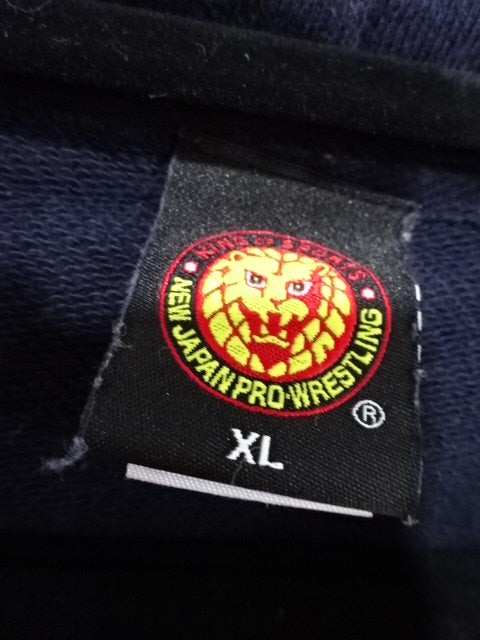 KING OF SPORTS
NEW JAPAN PRO-WRESTLING
®
XL